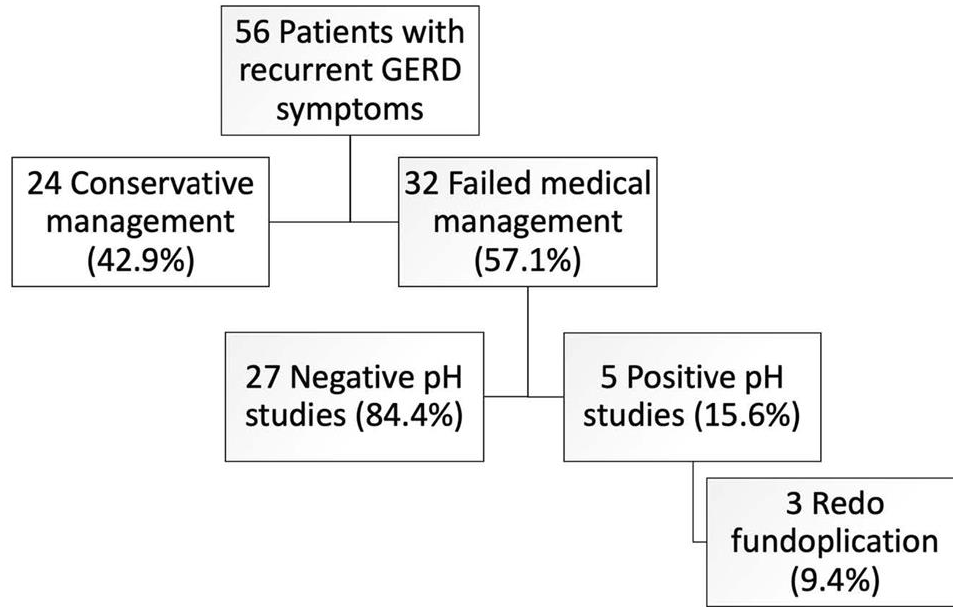 56 Patients with
recurrent GERD
symptoms
24 Conservative
management
(42.9%)
32 Failed medical
management
(57.1%)
27 Negative pH
studies (84.4%)
5 Positive pH
studies (15.6%)
3 Redo
fundoplication
(9.4%)